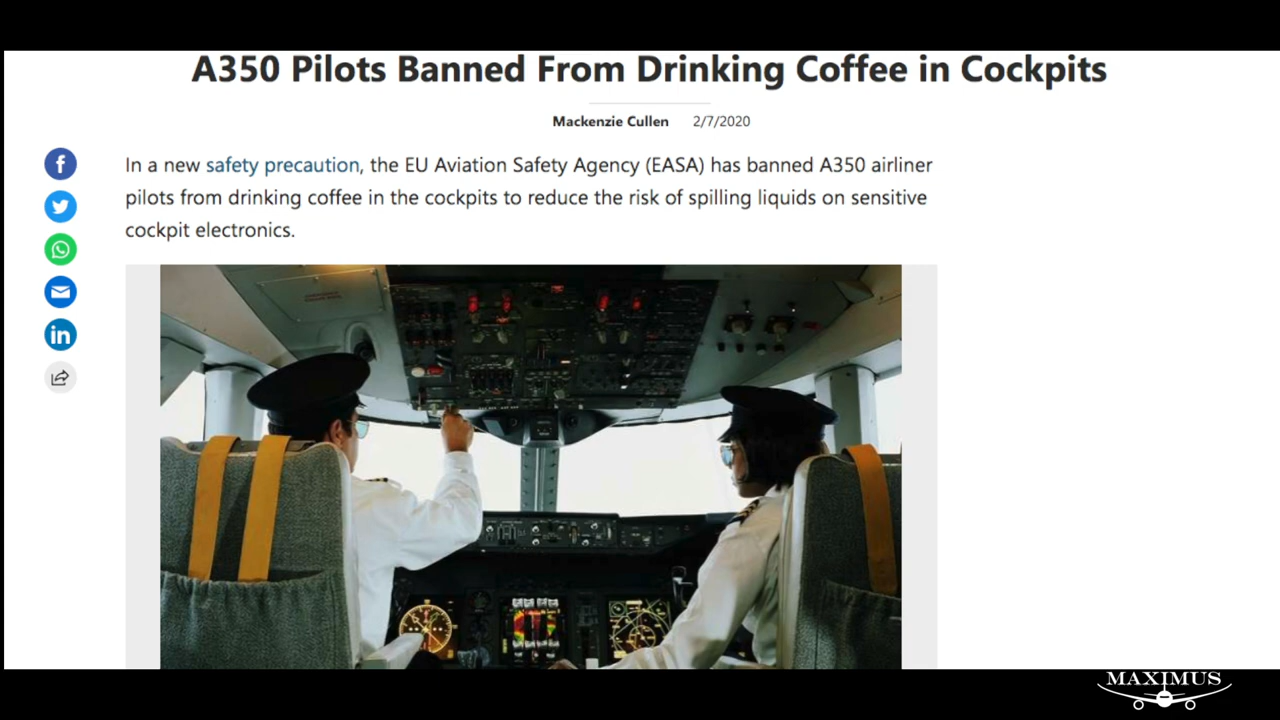 A350 Pilots Banned From Drinking Coffee in Cockpits
Mackenzie Cullen 2/7/2020
In a new safety precaution, the EU Aviation Safety Agency (EASA) has banned A350 airliner
pilots from drinking coffee in the cockpits to reduce the risk of spilling liquids on sensitive
cockpit electronics.
MAXIMUS